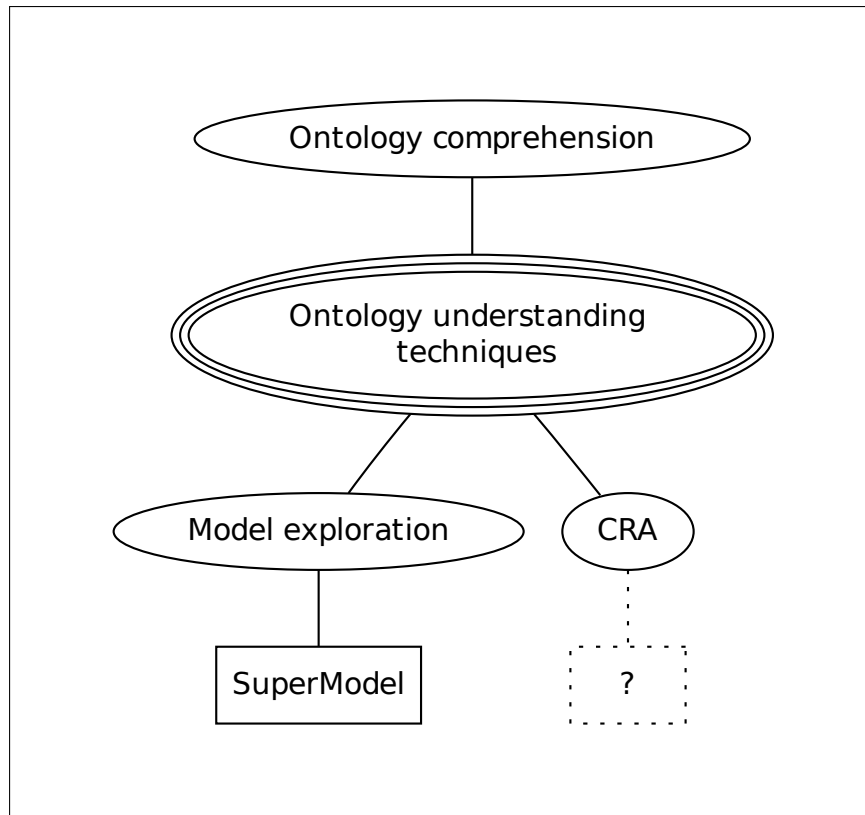 Ontology comprehension
Ontology understanding
techniques
Model exploration
CRA
SuperModel
?